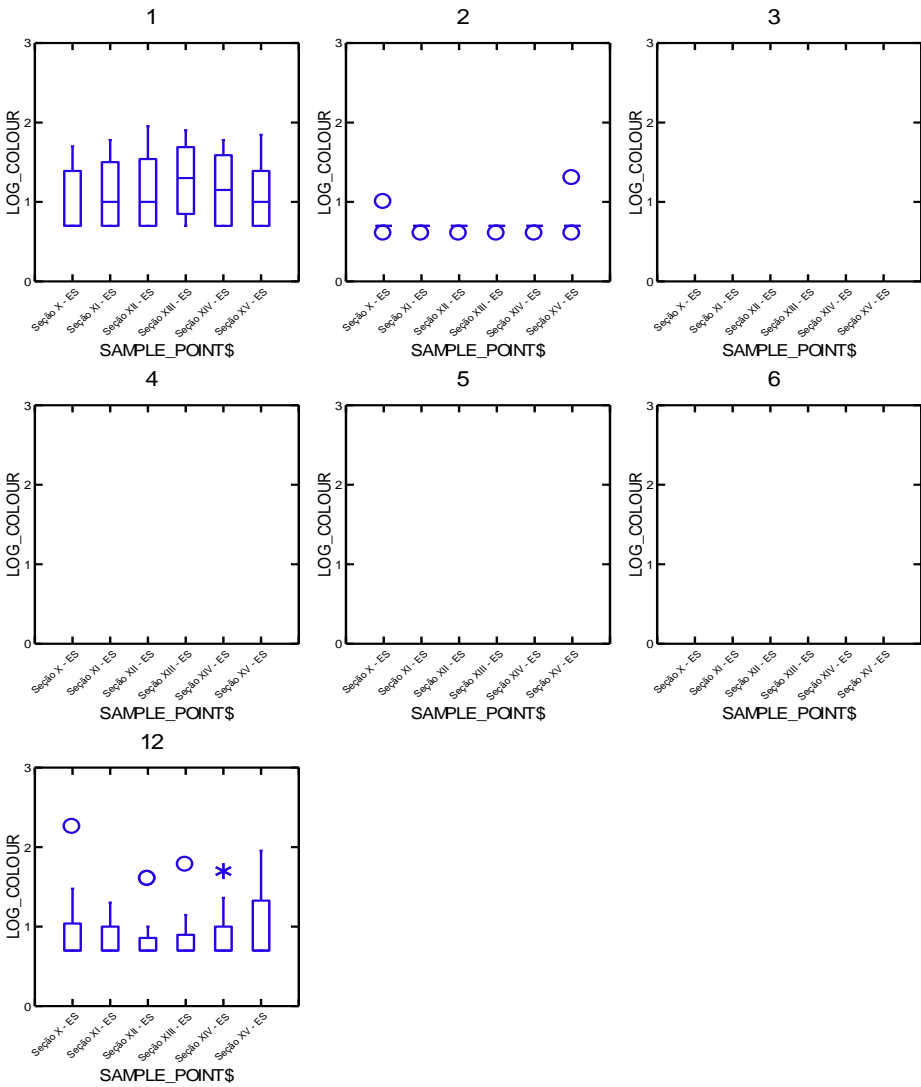 1
3
2
1
0
LOG_COLOUR
Seção X - ES
Seção XI - ES
Seção XII - ES
Seção XIII - ES
Seção XIV - ES
Seção XV - ES
SAMPLE_POINT$
2
3
2
1
0
LOG_COLOUR
Seção X - ES
Seção XI - ES
Seção XII - ES
Seção XIII - ES
Seção XIV - ES
Seção XV - ES
SAMPLE_POINT$
3
3
2
1
0
LOG_COLOUR
Seção X - ES
Seção XI - ES
Seção XII - ES
Seção XIII - ES
Seção XIV - ES
Seção XV - ES
SAMPLE_POINT$
4
3
2
1
0
LOG_COLOUR
Seção X - ES
Seção XI - ES
Seção XII - ES
Seção XIII - ES
Seção XIV - ES
Seção XV - ES
SAMPLE_POINT$
5
3
2
1
0
LOG_COLOUR
Seção X - ES
Seção XI - ES
Seção XII - ES
Seção XIII - ES
Seção XIV - ES
Seção XV - ES
SAMPLE_POINT$
6
3
2
1
0
LOG_COLOUR
Seção X - ES
Seção XI - ES
Seção XII - ES
Seção XIII - ES
Seção XIV - ES
Seção XV - ES
SAMPLE_POINT$
12
3
2
1
0
LOG_COLOUR
Seção X - ES
Seção XI - ES
Seção XII - ES
Seção XIII - ES
Seção XIV - ES
Seção XV - ES
SAMPLE_POINT$